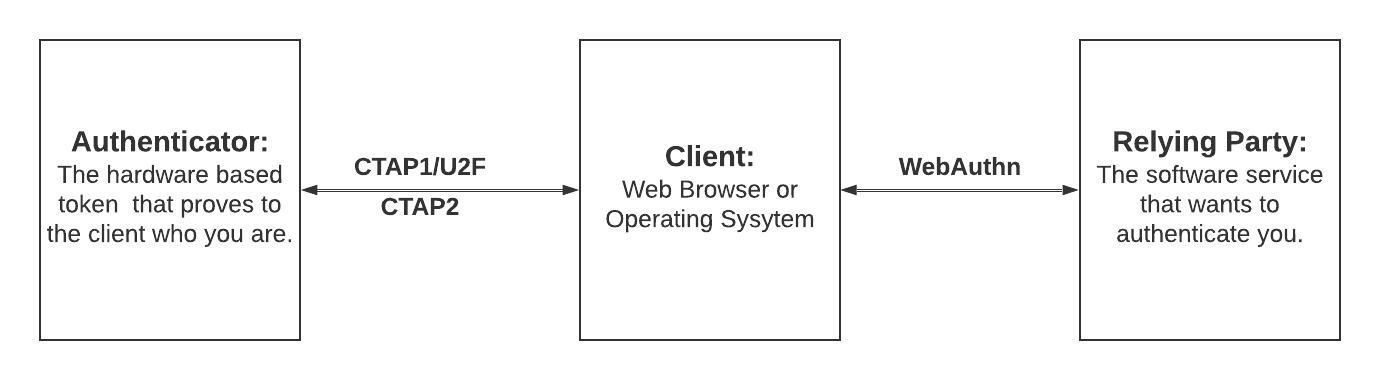 Authenticator:
The hardware based
token  that proves to
the client who you are.
CTAP1/U2F
CTAP2
Client:
Web Browser or
Operating Sysytem
WebAuthn
Relying Party:
The software service
that wants to
authenticate you.